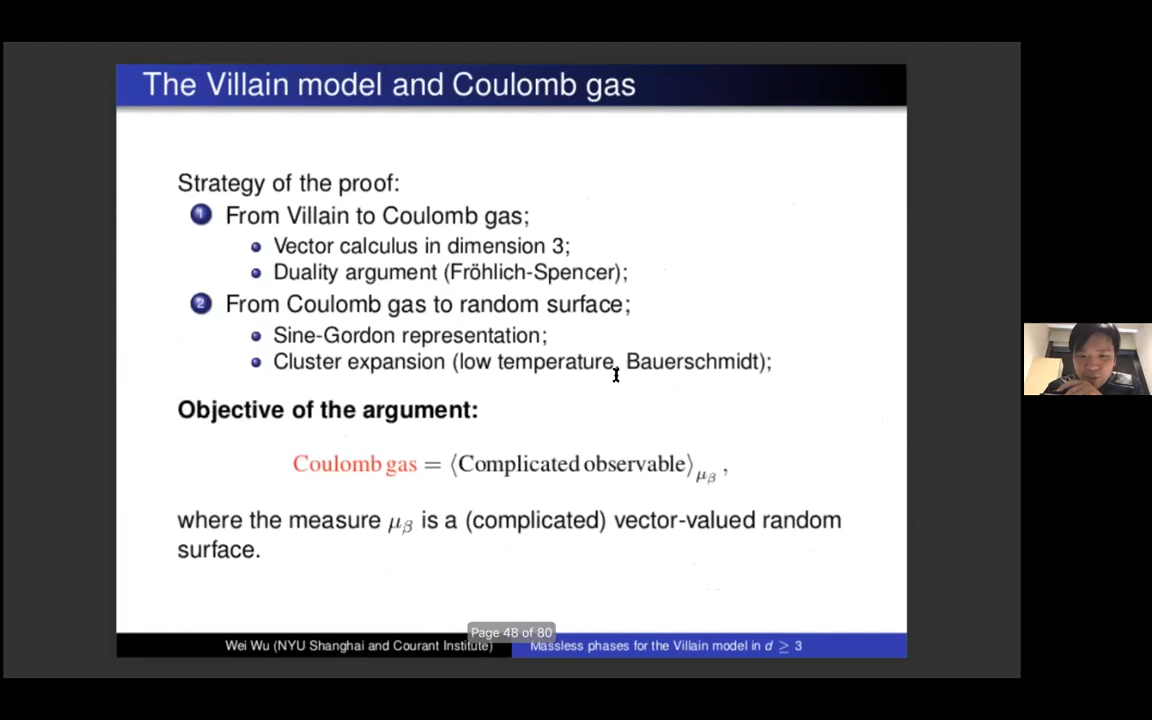 The Villain model and Coulomb gas
Strategy of the proof:
1 From Villain to Coulomb gas;
Vector calculus in dimension 3;
Duality argument (Fröhlich-Spencer);
2 From Coulomb gas to random surface;
Sine-Gordon representation;
Cluster expansion (low temperature, Bauerschmidt);
Objective of the argument:
Coulomb gas = ⟨Complicated observable⟩μβ ,
where the measure μβ is a (complicated) vector-valued random
surface.
Page 48 of 80
Wei Wu (NYU Shanghai and Courant Institute) Massless phases for the Villain model in d ≥ 3